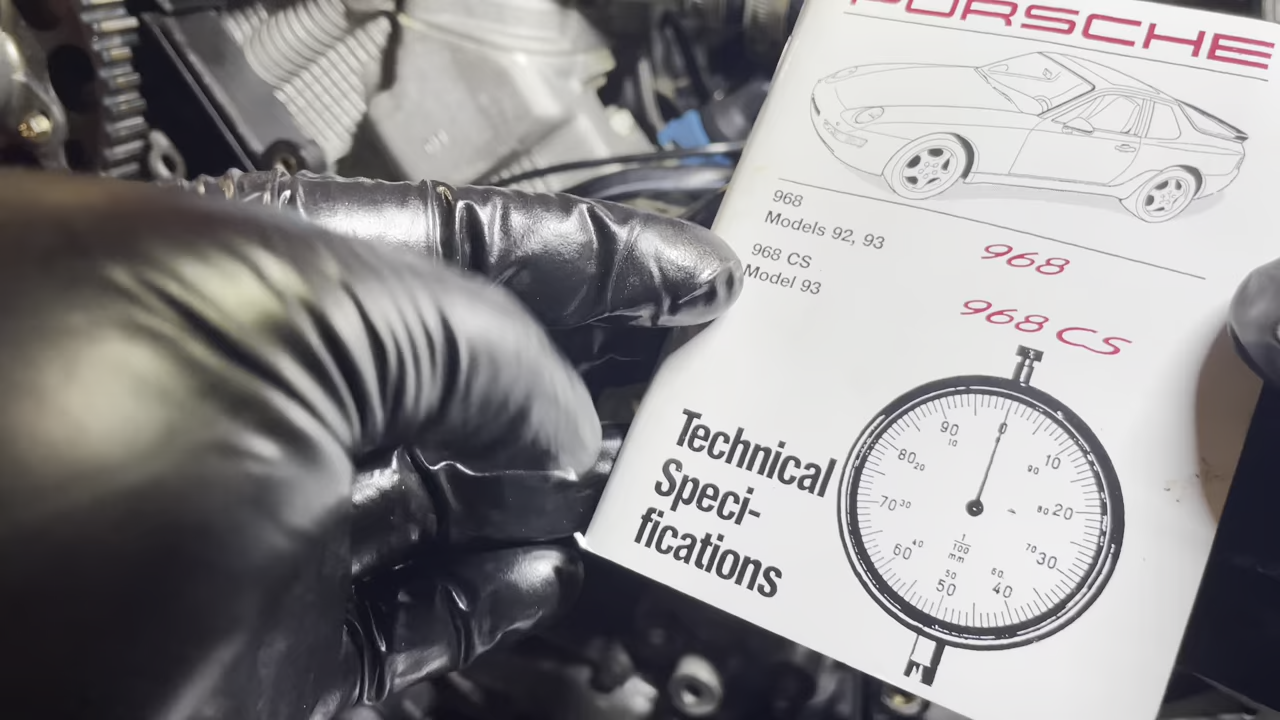 PORSCHE
968
Models 92, 93
968 CS
Model 93
968
968 CS
Technical
Speci-
fications
0
90
10
10
90
80
20
20
80
70
30
30
70
60
40
40
60
50
50
1
100
mm